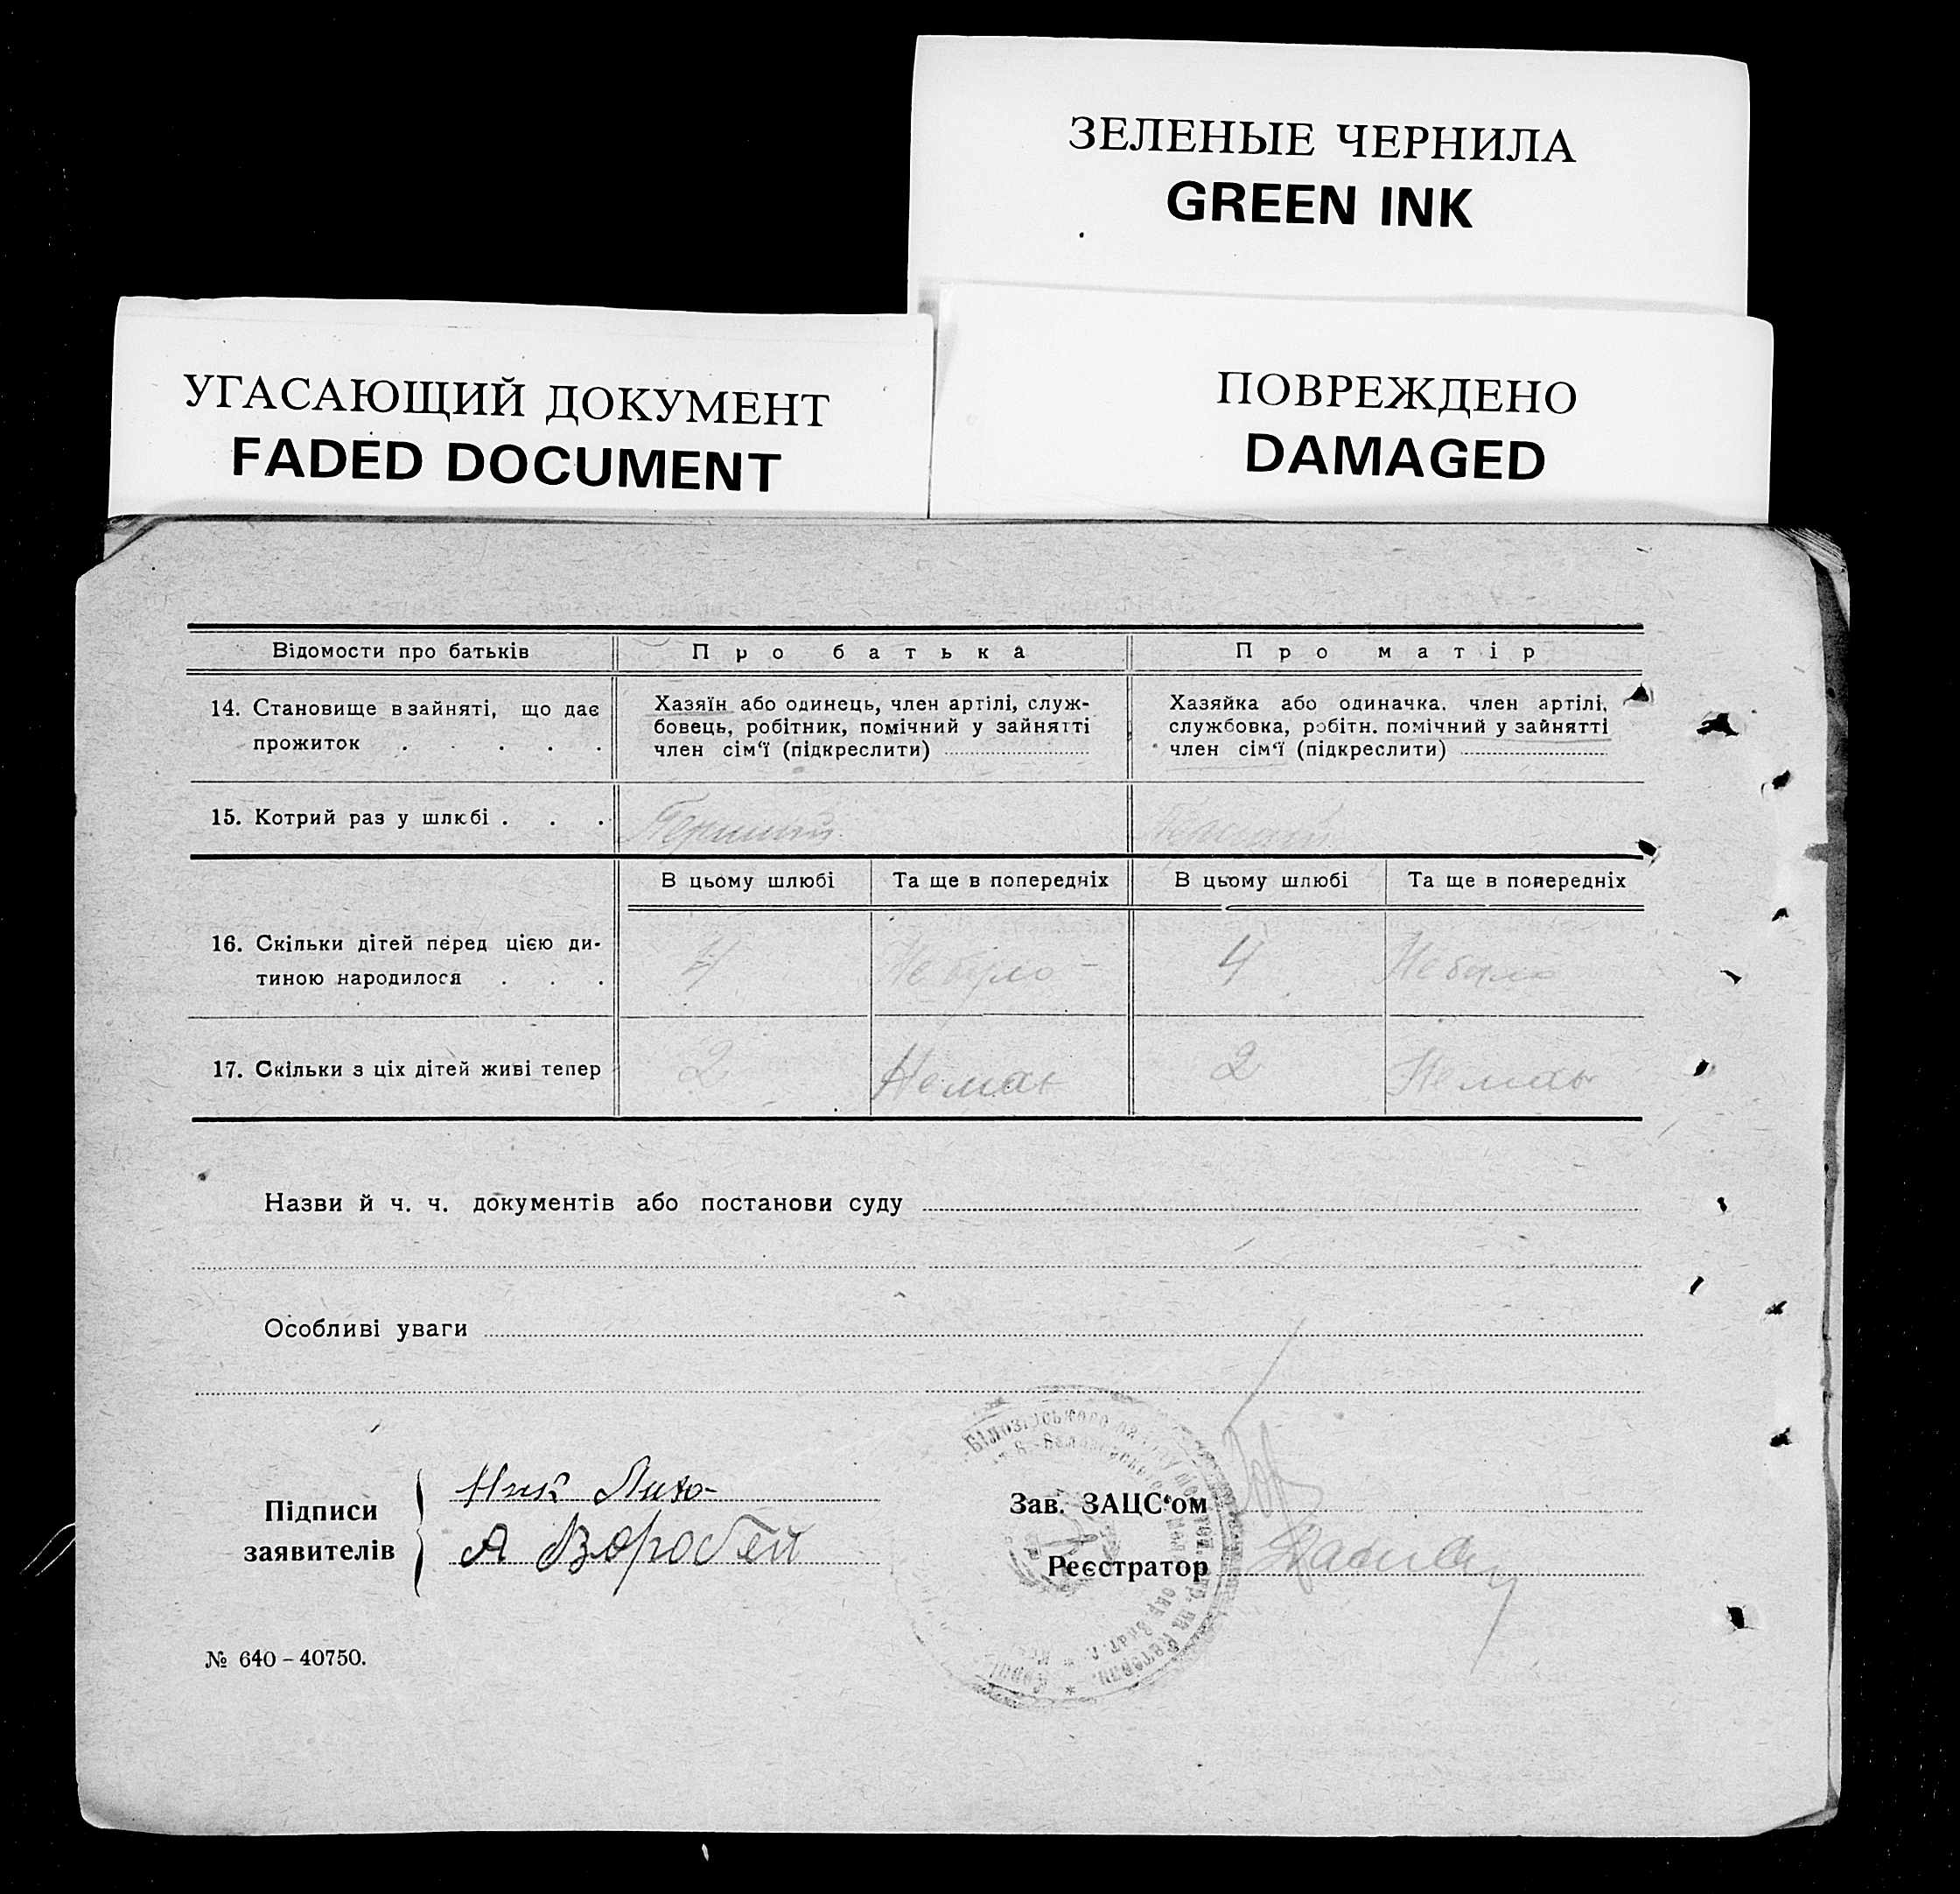 ЗЕЛЕНЫЕ ЧЕРНИЛА
GREEN INK
УГАСАЮЩИЙ ДОКУМЕНТ
FADED DOCUMENT
ПОВРЕЖДЕНО
DAMAGED
Відомости про батьків Про батька Про матір
14. Становище в зайняті, що дає
прожиток . . . . .
Хазяїн або одинець, член артілі, служ-
бовець, робітник, помічний у зайнятті
член сім'ї (підкреслити)
Хазяйка або одиначка, член артілі,
службовка, робітн. помічний у зайнятті
член сім'ї (підкреслити)
15. Котрий раз у шлюбі . . . Перший Перший
В цьому шлюбі Та ще в попередніх В цьому шлюбі Та ще в попередніх
16. Скільки дітей перед цією ди-
тиною народилося . . .
4 Не було - 4 Не було
17. Скільки з ціх дітей живі тепер 2 Немає 2 Немає
Назви й ч. ч. документів або постанови суду
Особливі уваги
Підписи
заявителів
А Воробей
Зав. ЗАЦС'ом
Реєстратор
№ 640 – 40750.